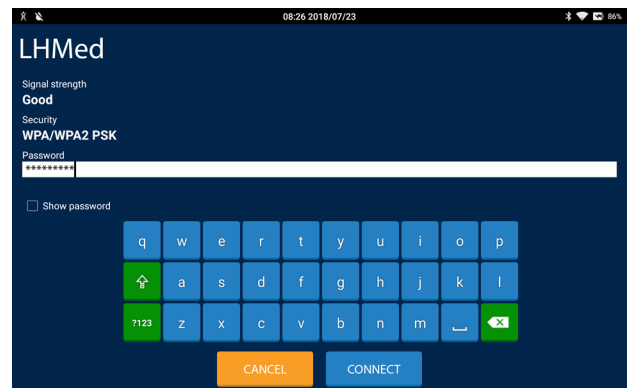 08:26 2018/07/23 86%
LHMed
Signal strength
Good
Security
WPA/WPA2 PSK
Password
*********
Show password
q w e r t y u i o p
a s d f g h j k l
?123 z x c v b n m
CANCEL CONNECT